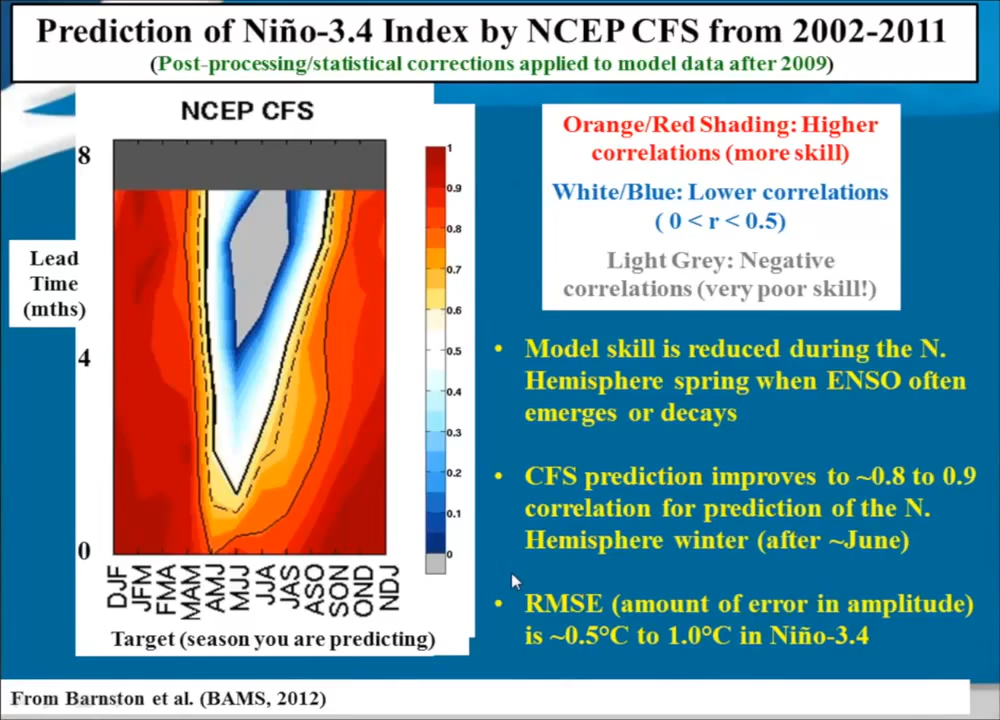 Prediction of Niño-3.4 Index by NCEP CFS from 2002-2011
(Post-processing/statistical corrections applied to model data after 2009)
NCEP CFS
8
4
0
Lead
Time
(mths)
1
0.9
0.8
0.7
0.6
0.5
0.4
0.3
0.2
0.1
0
DJF
JFM
FMA
MAM
AMJ
MJJ
JJA
JAS
ASO
SON
OND
NDJ
Target (season you are predicting)
Orange/Red Shading: Higher
correlations (more skill)
White/Blue: Lower correlations
( 0 < r < 0.5)
Light Grey: Negative
correlations (very poor skill!)
• Model skill is reduced during the N.
Hemisphere spring when ENSO often
emerges or decays
• CFS prediction improves to ~0.8 to 0.9
correlation for prediction of the N.
Hemisphere winter (after ~June)
• RMSE (amount of error in amplitude)
is ~0.5°C to 1.0°C in Niño-3.4
From Barnston et al. (BAMS, 2012)